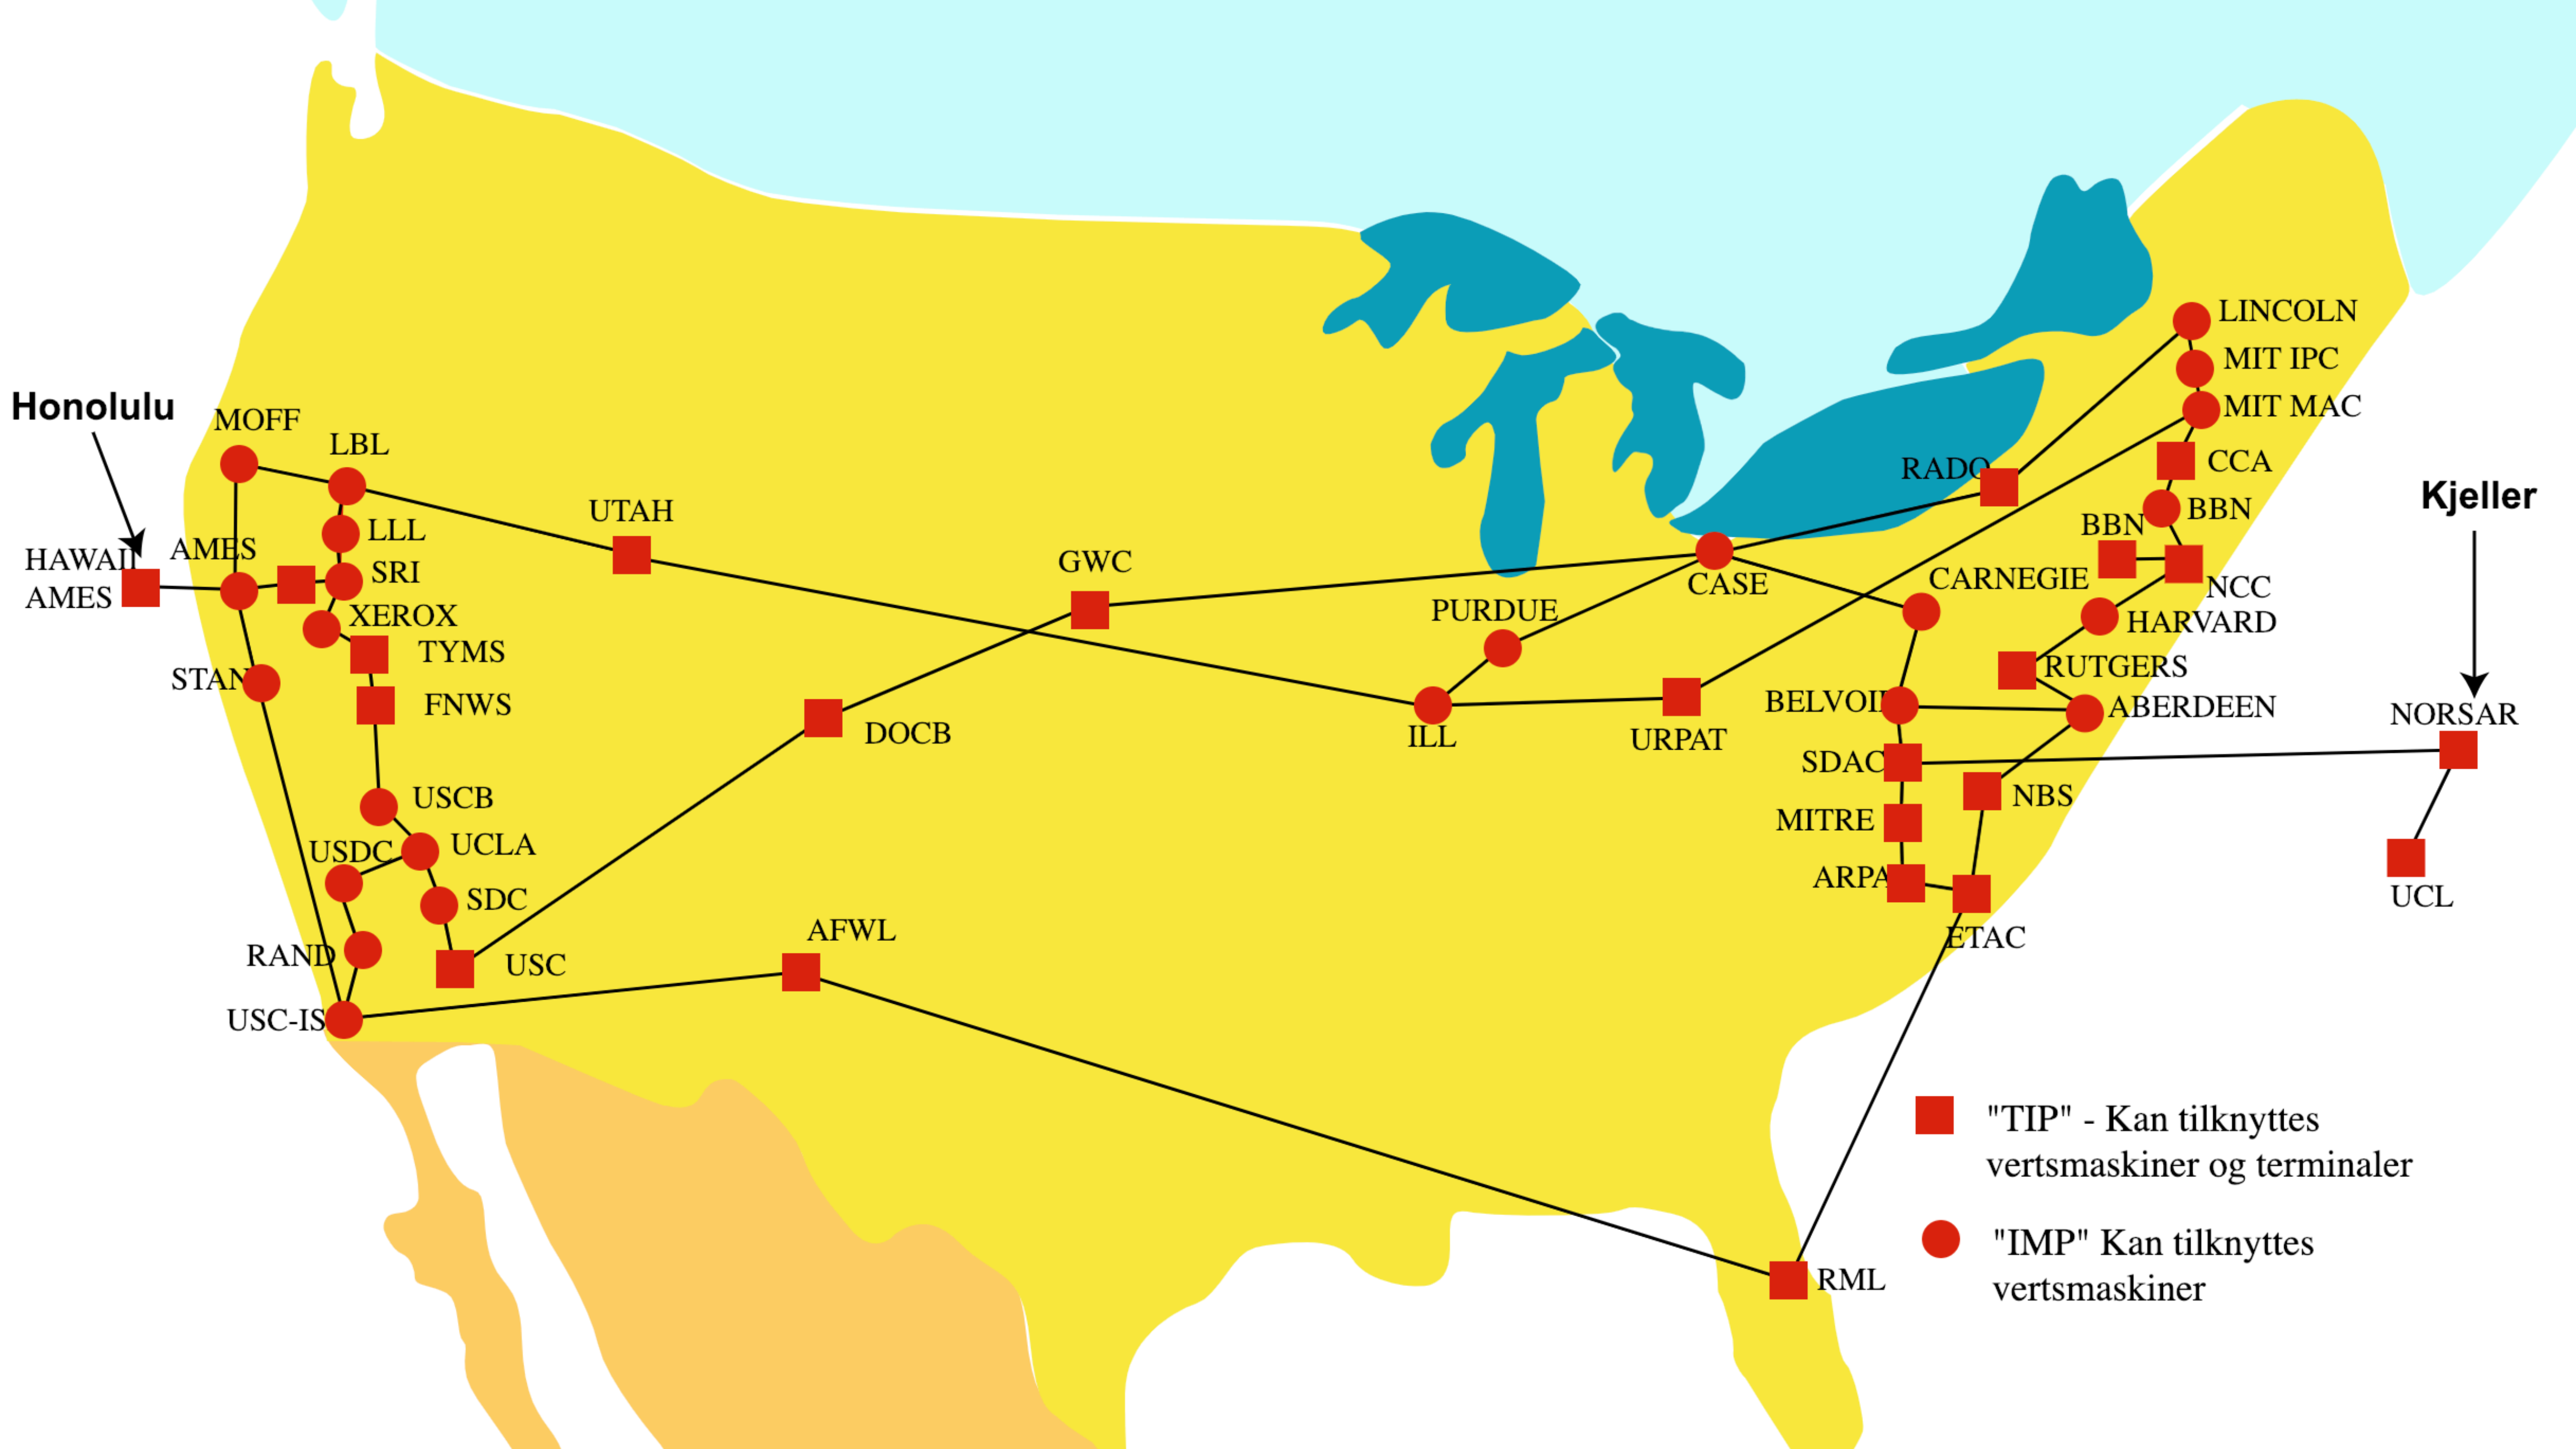 LINCOLN
MIT IPC
Honolulu
MOFF
MIT MAC
LBL
CCA
RADO
Kjeller
UTAH
BBN
BBN
LLL
AMES
HAWAII
GWC
SRI
CARNEGIE
CASE
NCC
AMES
PURDUE
XEROX
HARVARD
TYMS
RUTGERS
STAN
FNWS
BELVOI
ABERDEEN
NORSAR
DOCB
ILL
URPAT
SDAC
USCB
NBS
MITRE
USDC
UCLA
ARPA
UCL
SDC
AFWL
ETAC
RAND
USC
USC-IS
"TIP" - Kan tilknyttes
vertsmaskiner og terminaler
"IMP" Kan tilknyttes
vertsmaskiner
RML